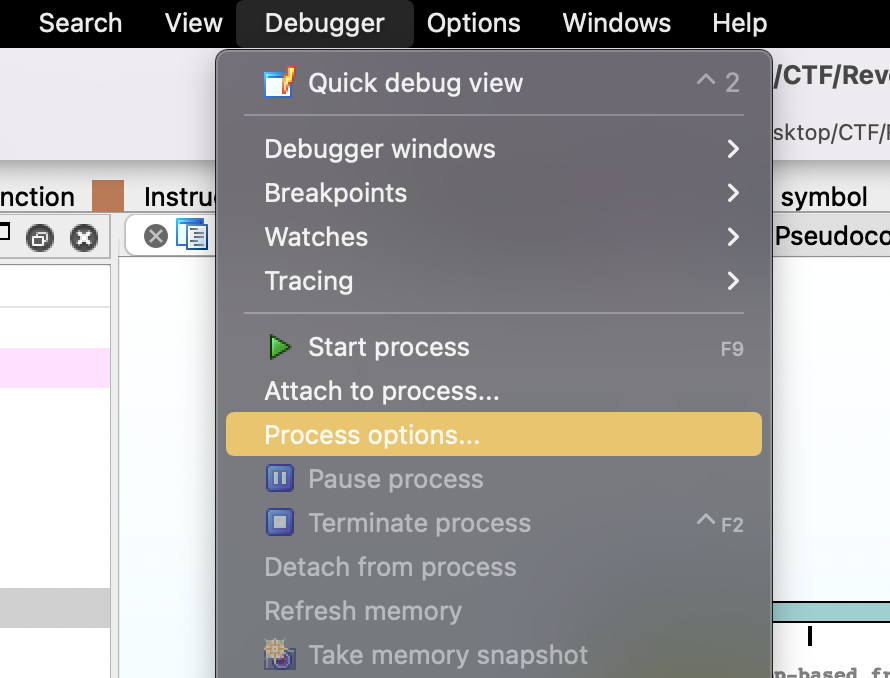 Search View Debugger Options Windows Help
Quick debug view ^ 2
/CTF/Rev
sktop/CTF/
Debugger windows
nction Instru symbol
Breakpoints
Watches
Pseudoco
Tracing
Start process F9
Attach to process...
Process options...
Pause process
Terminate process ^ F2
Detach from process
Refresh memory
Take memory snapshot
p-based fr